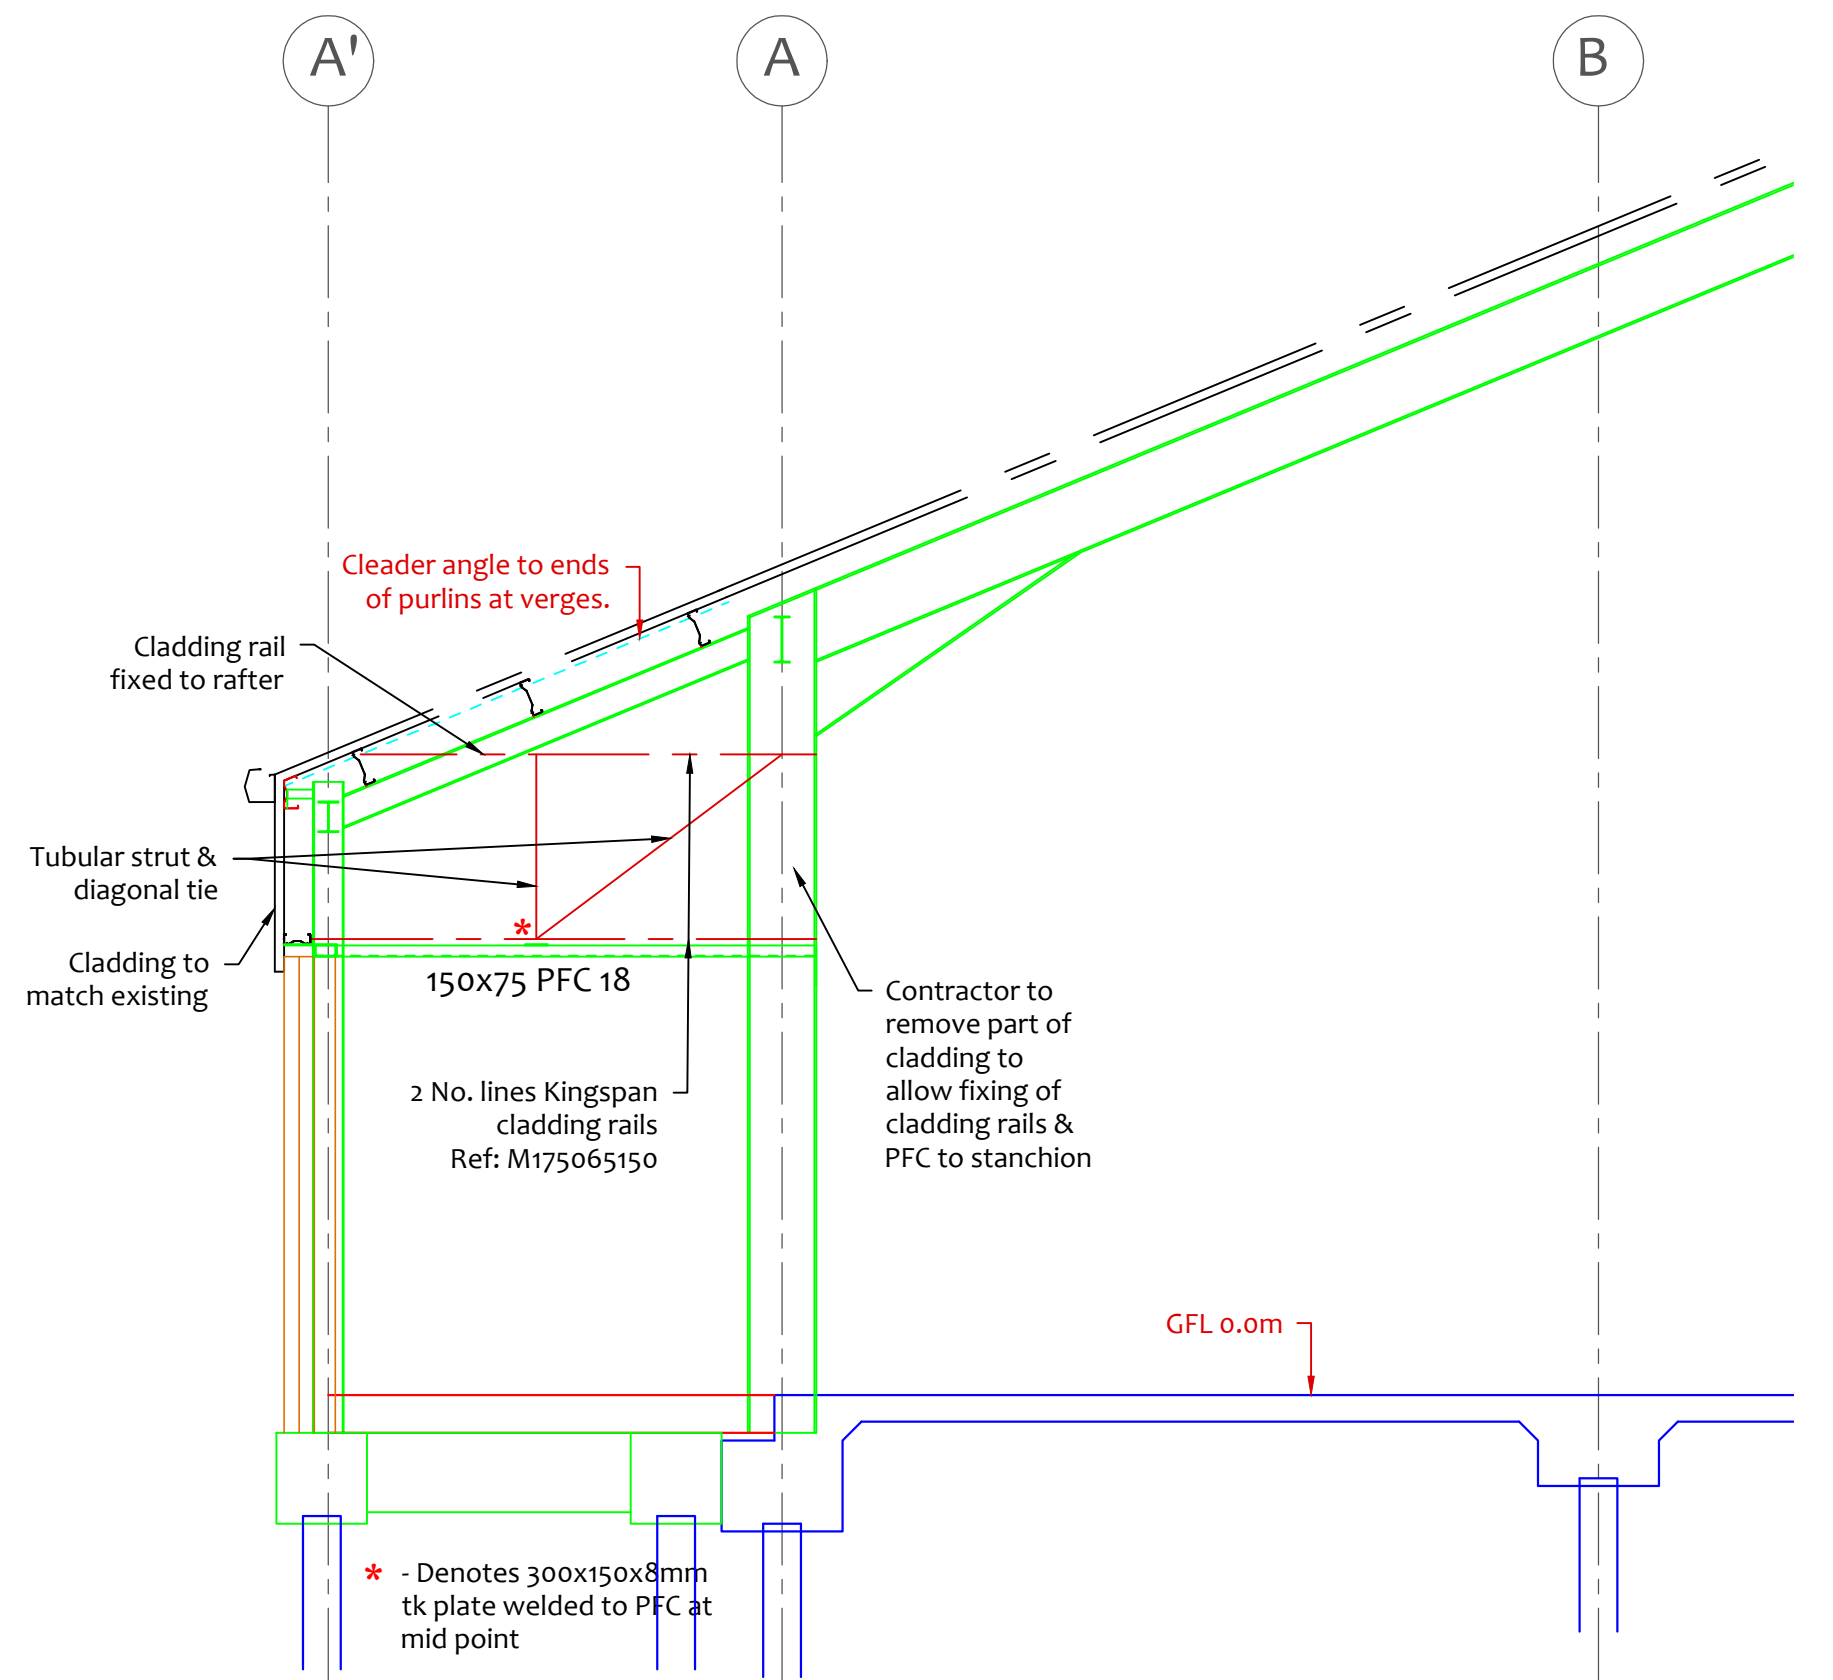 A'
A
B
Cleader angle to ends
of purlins at verges.
Cladding rail
fixed to rafter
Tubular strut &
diagonal tie
*
Cladding to
match existing
150x75 PFC 18
Contractor to
remove part of
cladding to
allow fixing of
cladding rails &
PFC to stanchion
2 No. lines Kingspan
cladding rails
Ref: M175065150
GFL 0.0m
* - Denotes 300x150x8mm
tk plate welded to PFC at
mid point